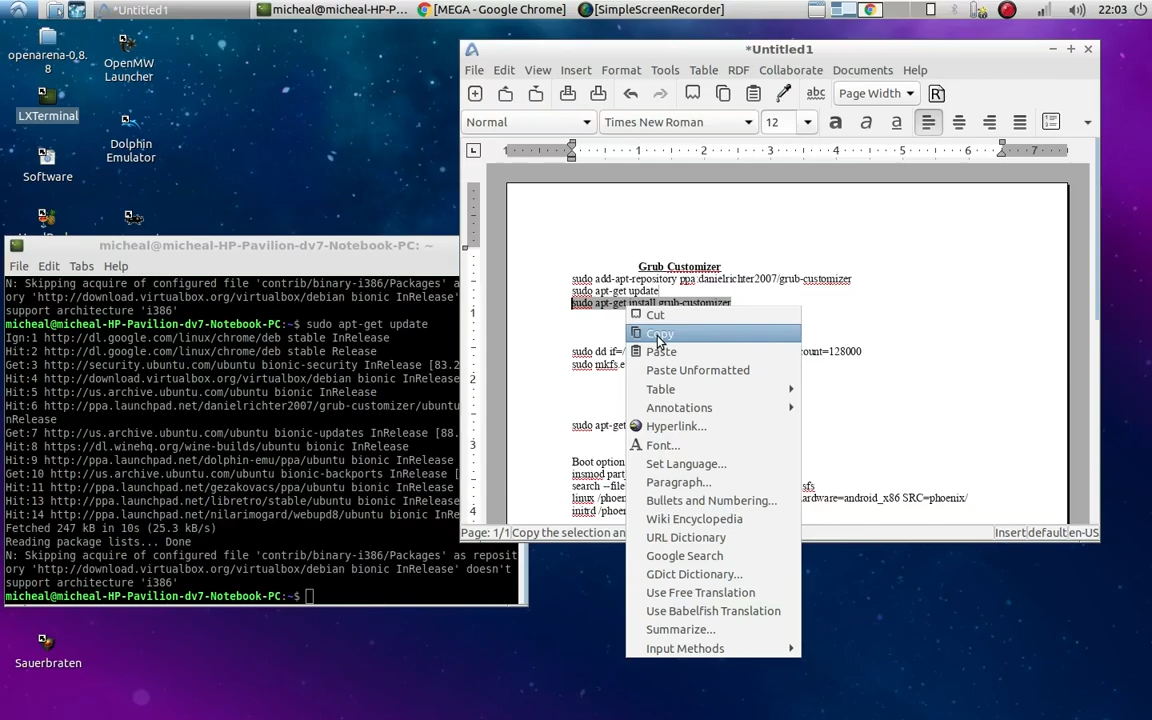 *Untitled1
micheal@micheal-HP-P...
[MEGA - Google Chrome]
[SimpleScreenRecorder]
22:03
openarena-0.8.
8
OpenMW
Launcher
LXTerminal
Dolphin
Emulator
Software
Sauerbraten
micheal@micheal-HP-Pavilion-dv7-Notebook-PC: ~
File Edit Tabs Help
N: Skipping acquire of configured file 'contrib/binary-i386/Packages' as
ory 'http://download.virtualbox.org/virtualbox/debian bionic InRelease'
support architecture 'i386'
micheal@micheal-HP-Pavilion-dv7-Notebook-PC:~$ sudo apt-get update
Ign:1 http://dl.google.com/linux/chrome/deb stable InRelease
Hit:2 http://dl.google.com/linux/chrome/deb stable Release
Get:3 http://security.ubuntu.com/ubuntu bionic-security InRelease [83.2
Hit:4 http://download.virtualbox.org/virtualbox/debian bionic InRelease
Hit:5 http://us.archive.ubuntu.com/ubuntu bionic InRelease
Hit:6 http://ppa.launchpad.net/danielrichter2007/grub-customizer/ubuntu
nRelease
Get:7 http://us.archive.ubuntu.com/ubuntu bionic-updates InRelease [88.
Hit:8 https://dl.winehq.org/wine-builds/ubuntu bionic InRelease
Hit:9 http://ppa.launchpad.net/dolphin-emu/ppa/ubuntu bionic InRelease
Get:10 http://us.archive.ubuntu.com/ubuntu bionic-backports InRelease [
Hit:11 http://ppa.launchpad.net/gezakovacs/ppa/ubuntu bionic InRelease
Hit:13 http://ppa.launchpad.net/libretro/stable/ubuntu bionic InRelease
Hit:14 http://ppa.launchpad.net/nilarimogard/webupd8/ubuntu bionic InRe
Fetched 247 kB in 10s (25.3 kB/s)
Reading package lists... Done
N: Skipping acquire of configured file 'contrib/binary-i386/Packages' as reposit
ory 'http://download.virtualbox.org/virtualbox/debian bionic InRelease' doesn't
support architecture 'i386'
micheal@micheal-HP-Pavilion-dv7-Notebook-PC:~$
*Untitled1
File Edit View Insert Format Tools Table RDF Collaborate Documents Help
abc Page Width
Normal Times New Roman 12 a a a
1 1 2 3 4 5 6 7
1
2
3
4
Grub Customizer
sudo add-apt-repository ppa:danielrichter2007/grub-customizer
sudo apt-get update
sudo apt-get install grub-customizer
sudo dd if=/ count=128000
sudo mkfs.e
sudo apt-get
Boot option
insmod part
search --file sfs
linux /phoen ardware=android_x86 SRC=phoenix/
initrd /phoen
Cut
Copy
Paste
Paste Unformatted
Table
Annotations
Hyperlink...
Font...
Set Language...
Paragraph...
Bullets and Numbering...
Wiki Encyclopedia
URL Dictionary
Google Search
GDict Dictionary...
Use Free Translation
Use Babelfish Translation
Summarize...
Input Methods
Page: 1/1 Copy the selection an Insert default en-US